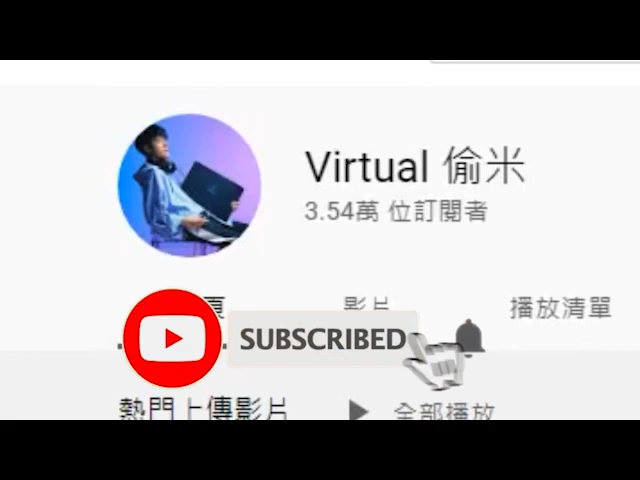 Virtual 偷米
3.54萬 位訂閱者
頁 影片 播放清單
SUBSCRIBED
熱門上傳影片 ▶ 全部播放